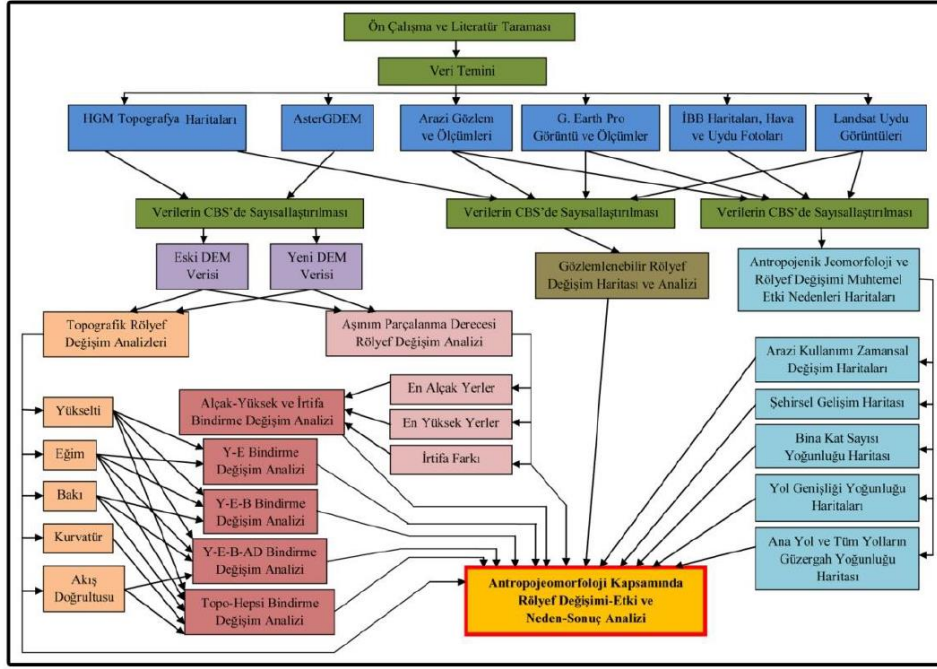 Ön Çalışma ve Literatür Taraması
Veri Temini
HGM Topografya Haritaları
AsterGDEM
Arazi Gözlem
ve Ölçümleri
G. Earth Pro
Görüntü ve Ölçümler
İBB Haritaları, Hava
ve Uydu Fotoları
Landsat Uydu
Görüntüleri
Verilerin CBS'de Sayısallaştırılması
Verilerin CBS'de Sayısallaştırılması
Verilerin CBS'de Sayısallaştırılması
Eski DEM
Verisi
Yeni DEM
Verisi
Gözlemlenebilir Rölyef
Değişim Haritası ve Analizi
Antropojenik Jeomorfoloji ve
Rölyef Değişimi Muhtemel
Etki Nedenleri Haritaları
Topografik Rölyef
Değişim Analizleri
Aşınım Parçalanma Derecesi
Rölyef Değişim Analizi
Yükselti
Eğim
Bakı
Kurvatür
Akış
Doğrultusu
Alçak-Yüksek ve İrtifa
Bindirme Değişim Analizi
Y-E Bindirme
Değişim Analizi
Y-E-B Bindirme
Değişim Analizi
Y-E-B-AD Bindirme
Değişim Analizi
Topo-Hepsi Bindirme
Değişim Analizi
En Alçak Yerler
En Yüksek Yerler
İrtifa Farkı
Arazi Kullanımı Zamansal
Değişim Haritaları
Şehirsel Gelişim Haritası
Bina Kat Sayısı
Yoğunluğu Haritası
Yol Genişliği Yoğunluğu
Haritaları
Ana Yol ve Tüm Yolların
Güzergah Yoğunluğu
Haritası
Antropojeomorfoloji Kapsamında
Rölyef Değişimi-Etki ve
Neden-Sonuç Analizi